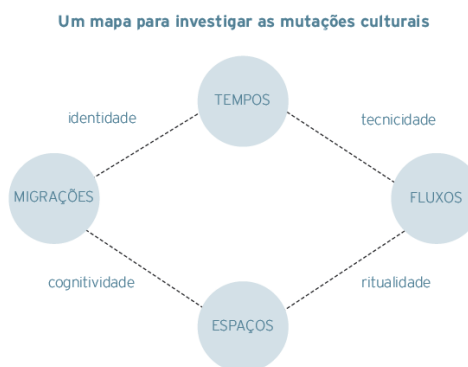 Um mapa para investigar as mutações culturais
TEMPOS
identidade
tecnicidade
MIGRAÇÕES
FLUXOS
cognitividade
ritualidade
ESPAÇOS